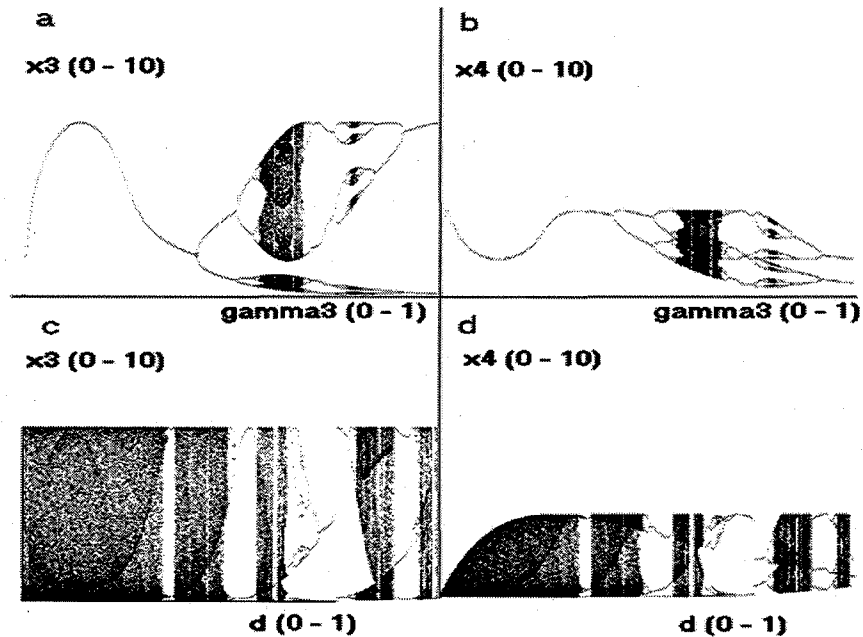 a
x3 (0 - 10)
b
x4 (0 - 10)
gamma3 (0 - 1)
gamma3 (0 - 1)
c
x3 (0 - 10)
d
x4 (0 - 10)
d (0 - 1)
d (0 - 1)